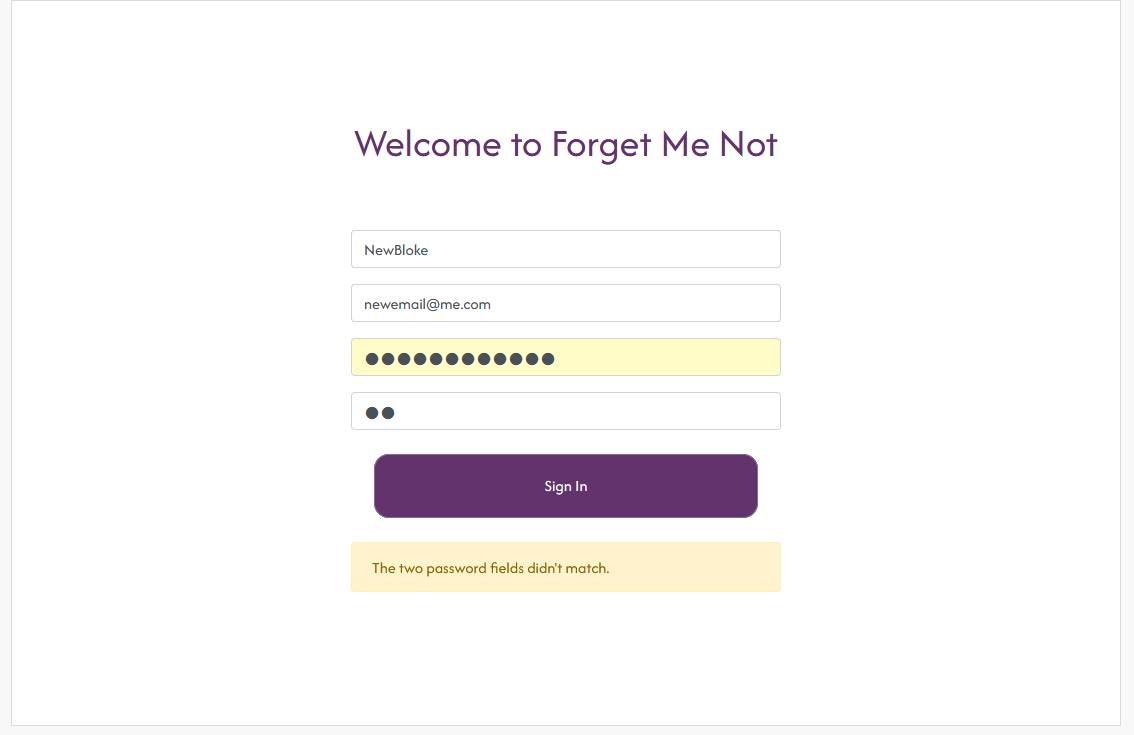 Welcome to Forget Me Not
NewBloke
newemail@me.com
●●●●●●●●●●●●
●●
Sign In
The two password fields didn't match.